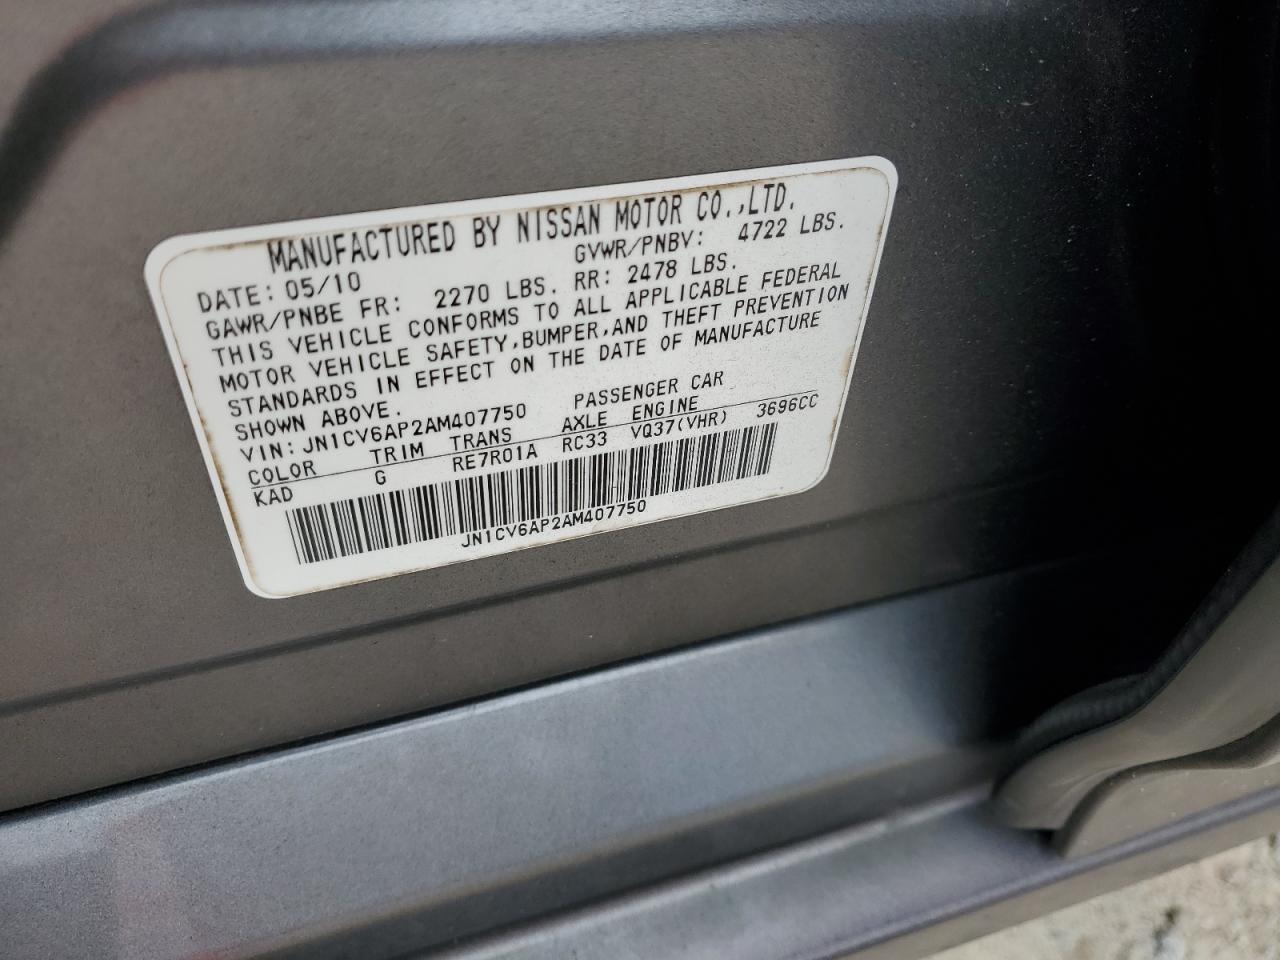 MANUFACTURED BY NISSAN MOTOR CO.,LTD.
DATE: 05/10 GVWR/PNBV: 4722 LBS.
GAWR/PNBE FR: 2270 LBS. RR: 2478 LBS.
THIS VEHICLE CONFORMS TO ALL APPLICABLE FEDERAL
MOTOR VEHICLE SAFETY,BUMPER,AND THEFT PREVENTION
STANDARDS IN EFFECT ON THE DATE OF MANUFACTURE
SHOWN ABOVE.
VIN: JN1CV6AP2AM407750 PASSENGER CAR
COLOR TRIM TRANS AXLE ENGINE
KAD G RE7R01A RC33 VQ37(VHR) 3696CC
JN1CV6AP2AM407750